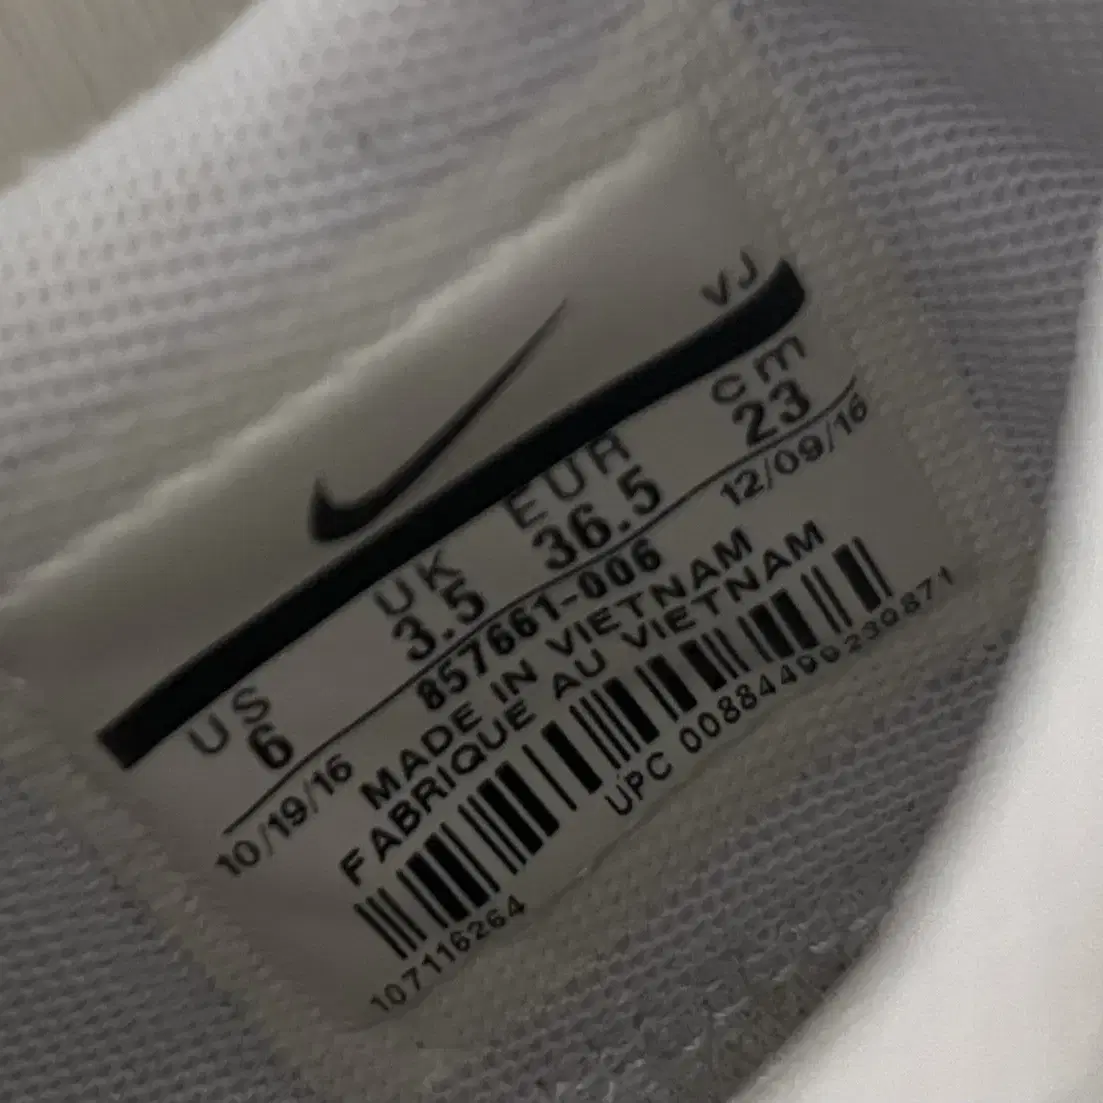 VJ
US UK EUR cm
6 3.5 36.5 23
10/19/16 857661-006 12/09/16
MADE IN VIETNAM
FABRIQUE AU VIETNAM
UPC 00884499239871
107116264